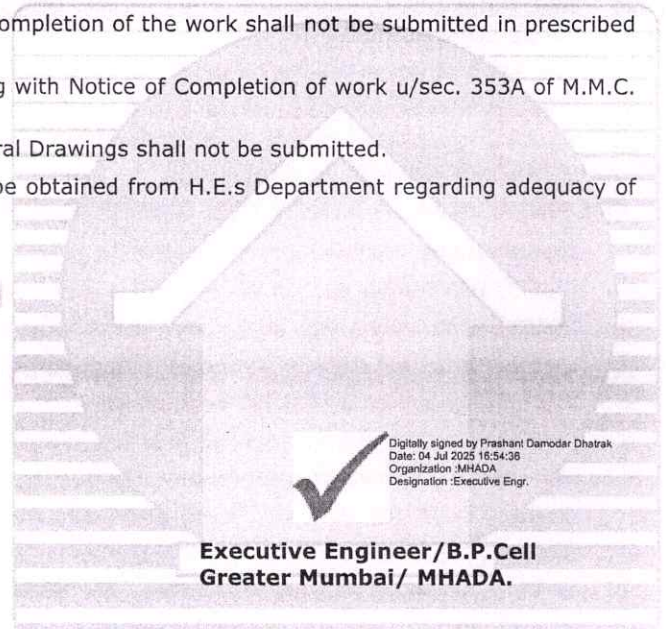 ompletion of the work shall not be submitted in prescribed
g with Notice of Completion of work u/sec. 353A of M.M.C.
ral Drawings shall not be submitted.
be obtained from H.E.s Department regarding adequacy of
Digitally signed by Prashant Damodar Dhatrak
Date: 04 Jul 2025 16:54:36
Organization :MHADA
Designation :Executive Engr.
Executive Engineer/B.P.Cell
Greater Mumbai/ MHADA.